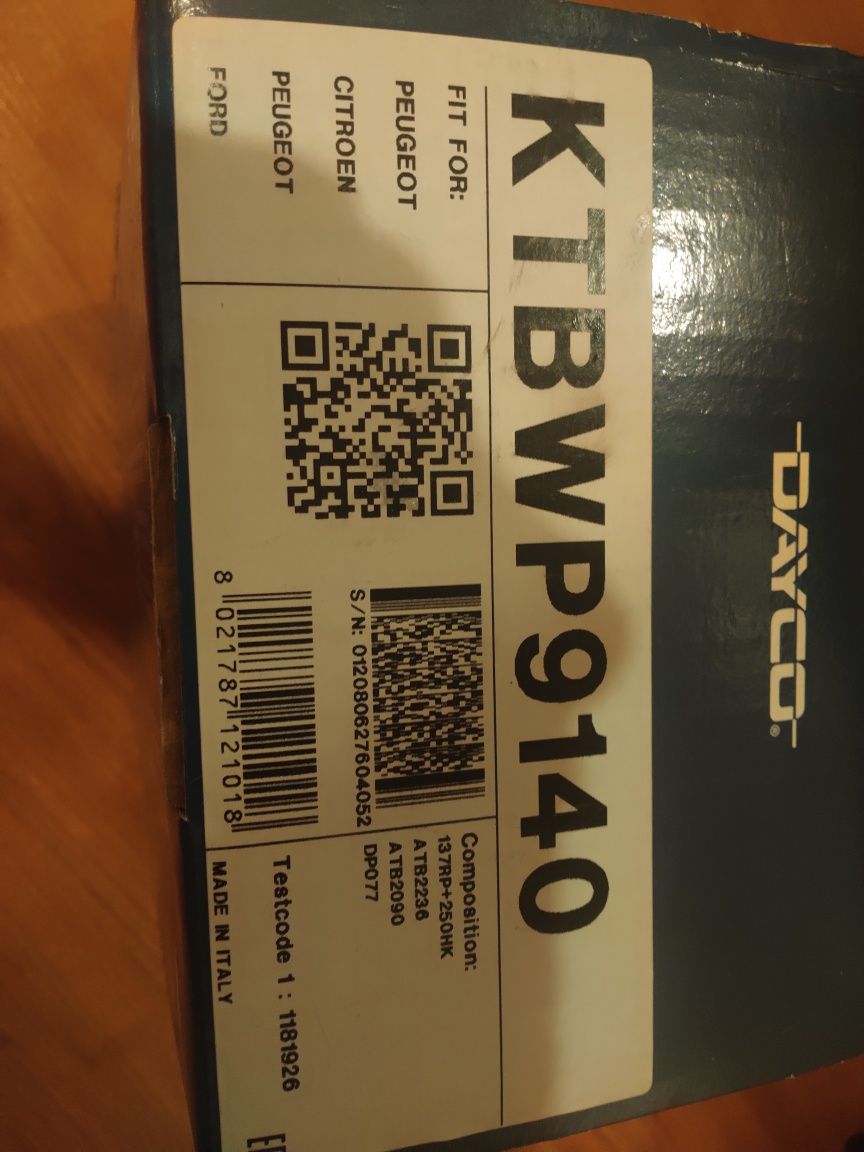 DAYCO®
KTBWP9140
FIT FOR:
PEUGEOT
CITROEN
PEUGEOT
FORD
S/N: 012080627604052
8 021787 121018
Composition:
137RP+250HK
ATB2236
ATB2090
DP077
Testcode 1 : 1181926
MADE IN ITALY